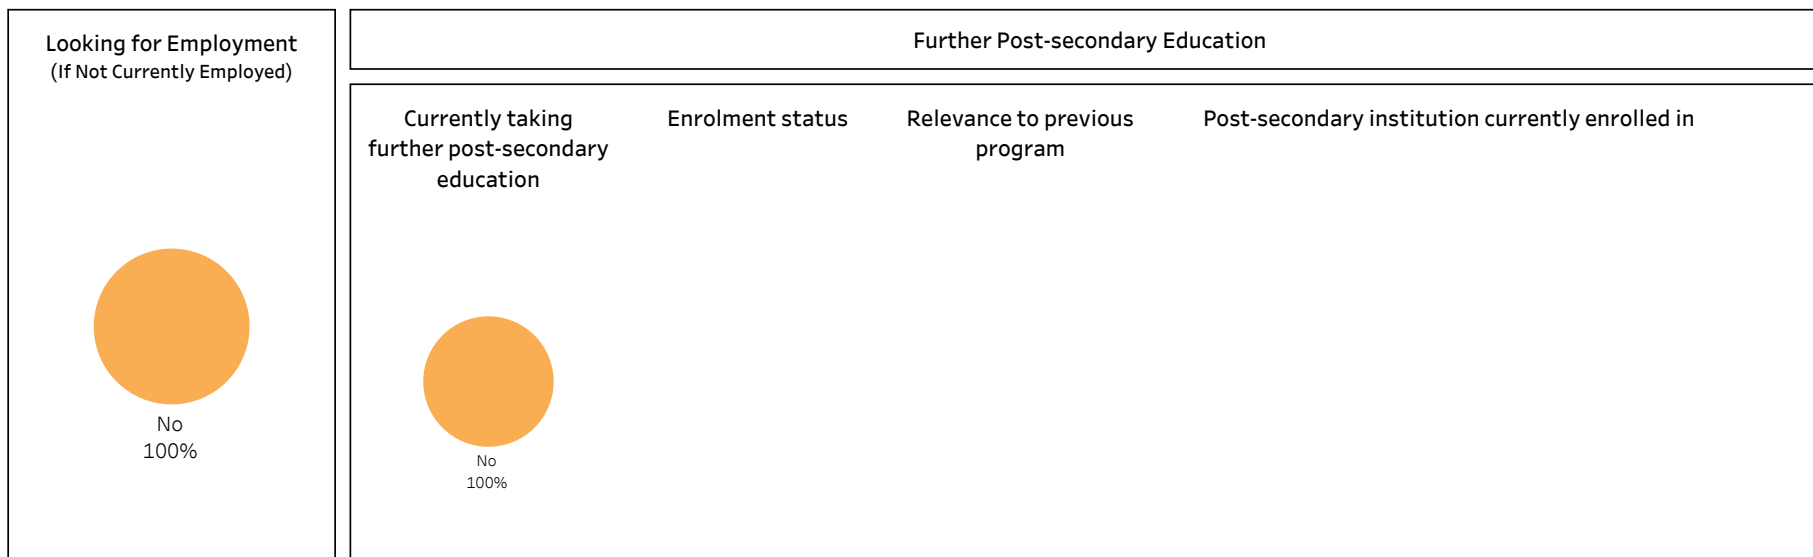 Looking for Employment
(If Not Currently Employed)
No
100%
Further Post-secondary Education
Currently taking
further post-secondary
education
No
100%
Enrolment status
Relevance to previous
program
Post-secondary institution currently enrolled in